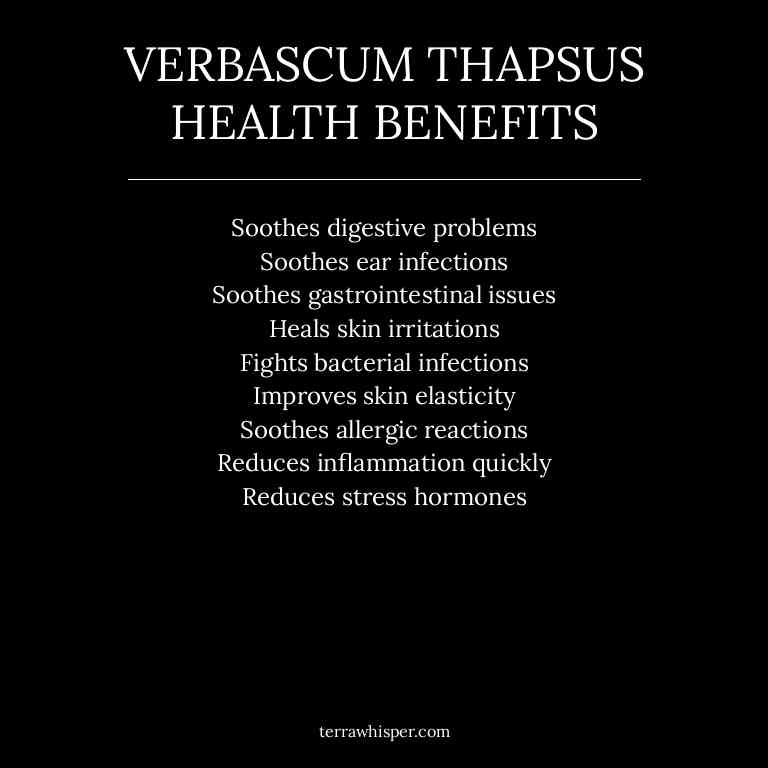 VERBASCUM THAPSUS
HEALTH BENEFITS
Soothes digestive problems
Soothes ear infections
Soothes gastrointestinal issues
Heals skin irritations
Fights bacterial infections
Improves skin elasticity
Soothes allergic reactions
Reduces inflammation quickly
Reduces stress hormones
terrawhisper.com